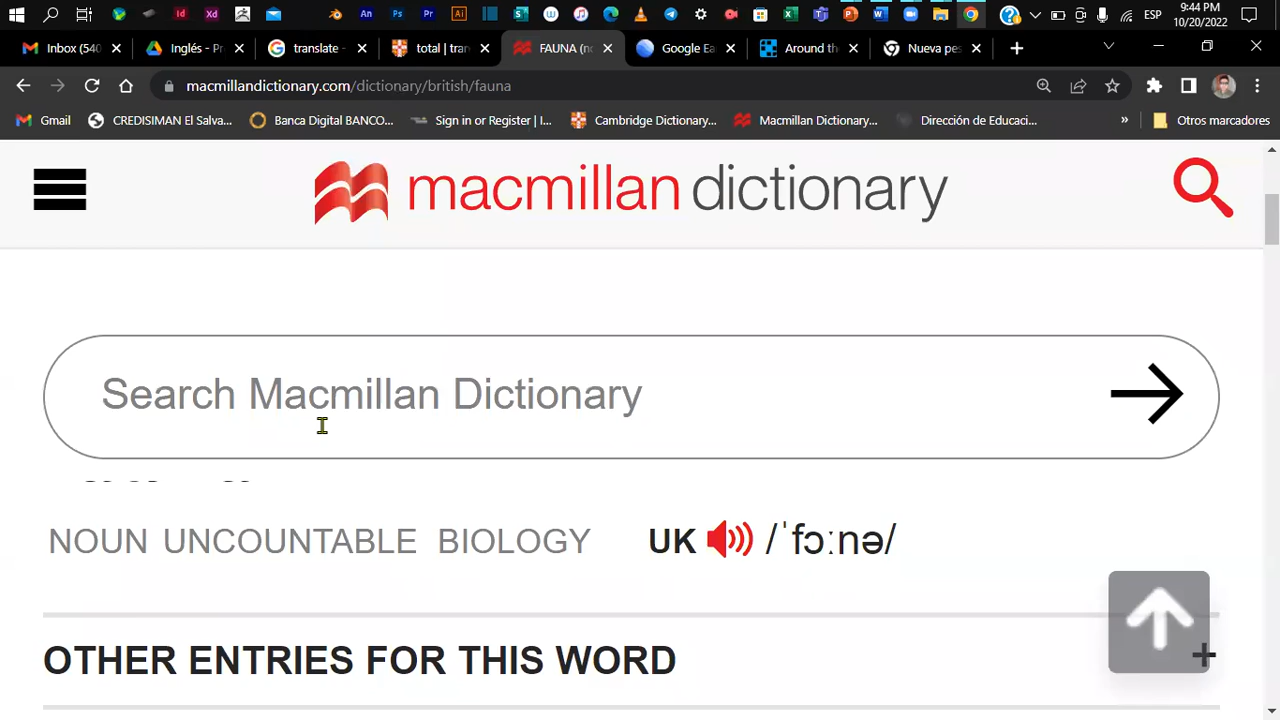 9:44 PM
ESP
10/20/2022
Inbox (540
Inglés - Pr
translate -
total | tran
FAUNA (no
Google Ea
Around th
Nueva pes
macmillandictionary.com/dictionary/british/fauna
Gmail
CREDISIMAN El Salva...
Banca Digital BANCO...
Sign in or Register | I...
Cambridge Dictionary...
Macmillan Dictionary...
Dirección de Educaci...
»
Otros marcadores
macmillan dictionary
Search Macmillan Dictionary
NOUN UNCOUNTABLE BIOLOGY UK /ˈfɔːnə/
OTHER ENTRIES FOR THIS WORD